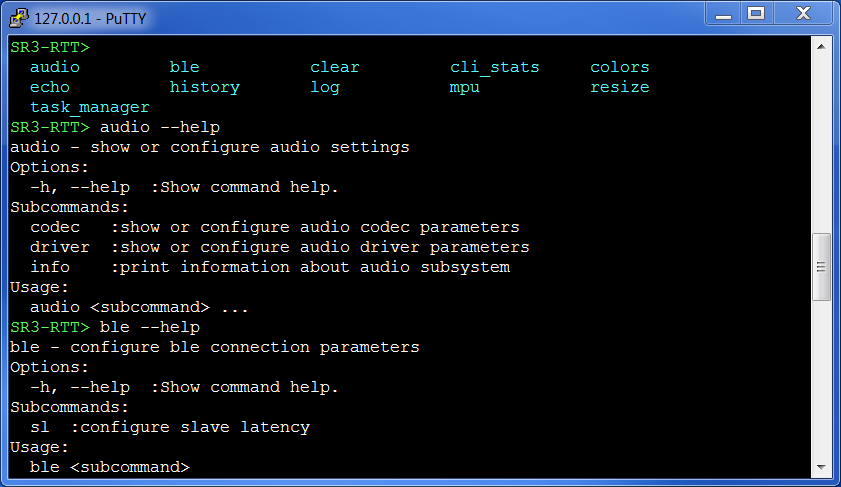 127.0.0.1 - PuTTY
SR3-RTT>
audio ble clear cli_stats colors
echo history log mpu resize
task_manager
SR3-RTT> audio --help
audio - show or configure audio settings
Options:
-h, --help :Show command help.
Subcommands:
codec :show or configure audio codec parameters
driver :show or configure audio driver parameters
info :print information about audio subsystem
Usage:
audio <subcommand> ...
SR3-RTT> ble --help
ble - configure ble connection parameters
Options:
-h, --help :Show command help.
Subcommands:
sl :configure slave latency
Usage:
ble <subcommand>